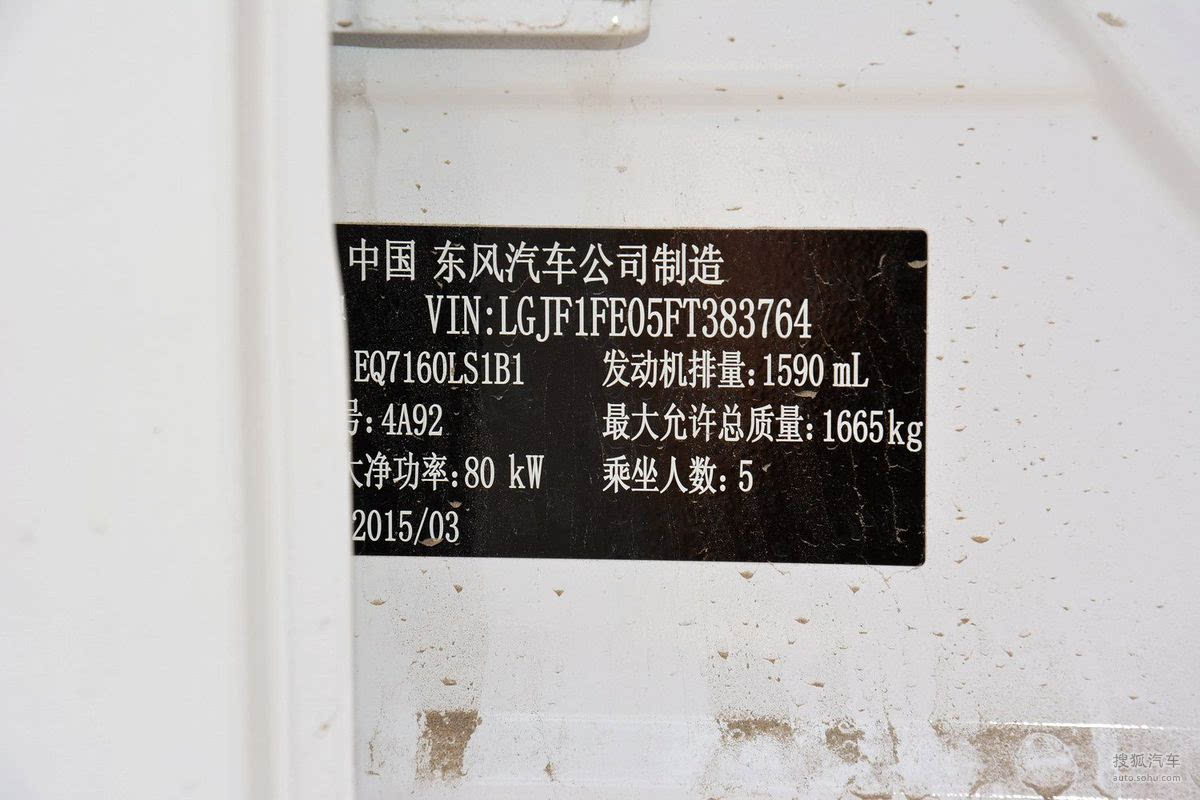 中国 东风汽车公司制造
VIN:LGJF1FE05FT383764
EQ7160LS1B1 发动机排量:1590 mL
号:4A92 最大允许总质量:1665kg
大净功率:80 kW 乘坐人数:5
2015/03
搜狐汽车
auto.sohu.com